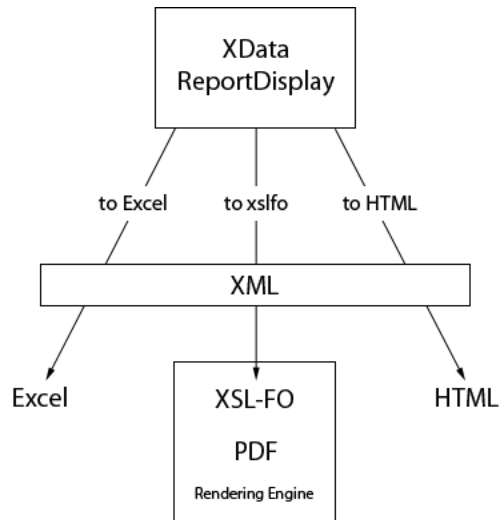 XData
ReportDisplay
to Excel
to xslfo
to HTML
XML
Excel
XSL-FO
HTML
PDF
Rendering Engine